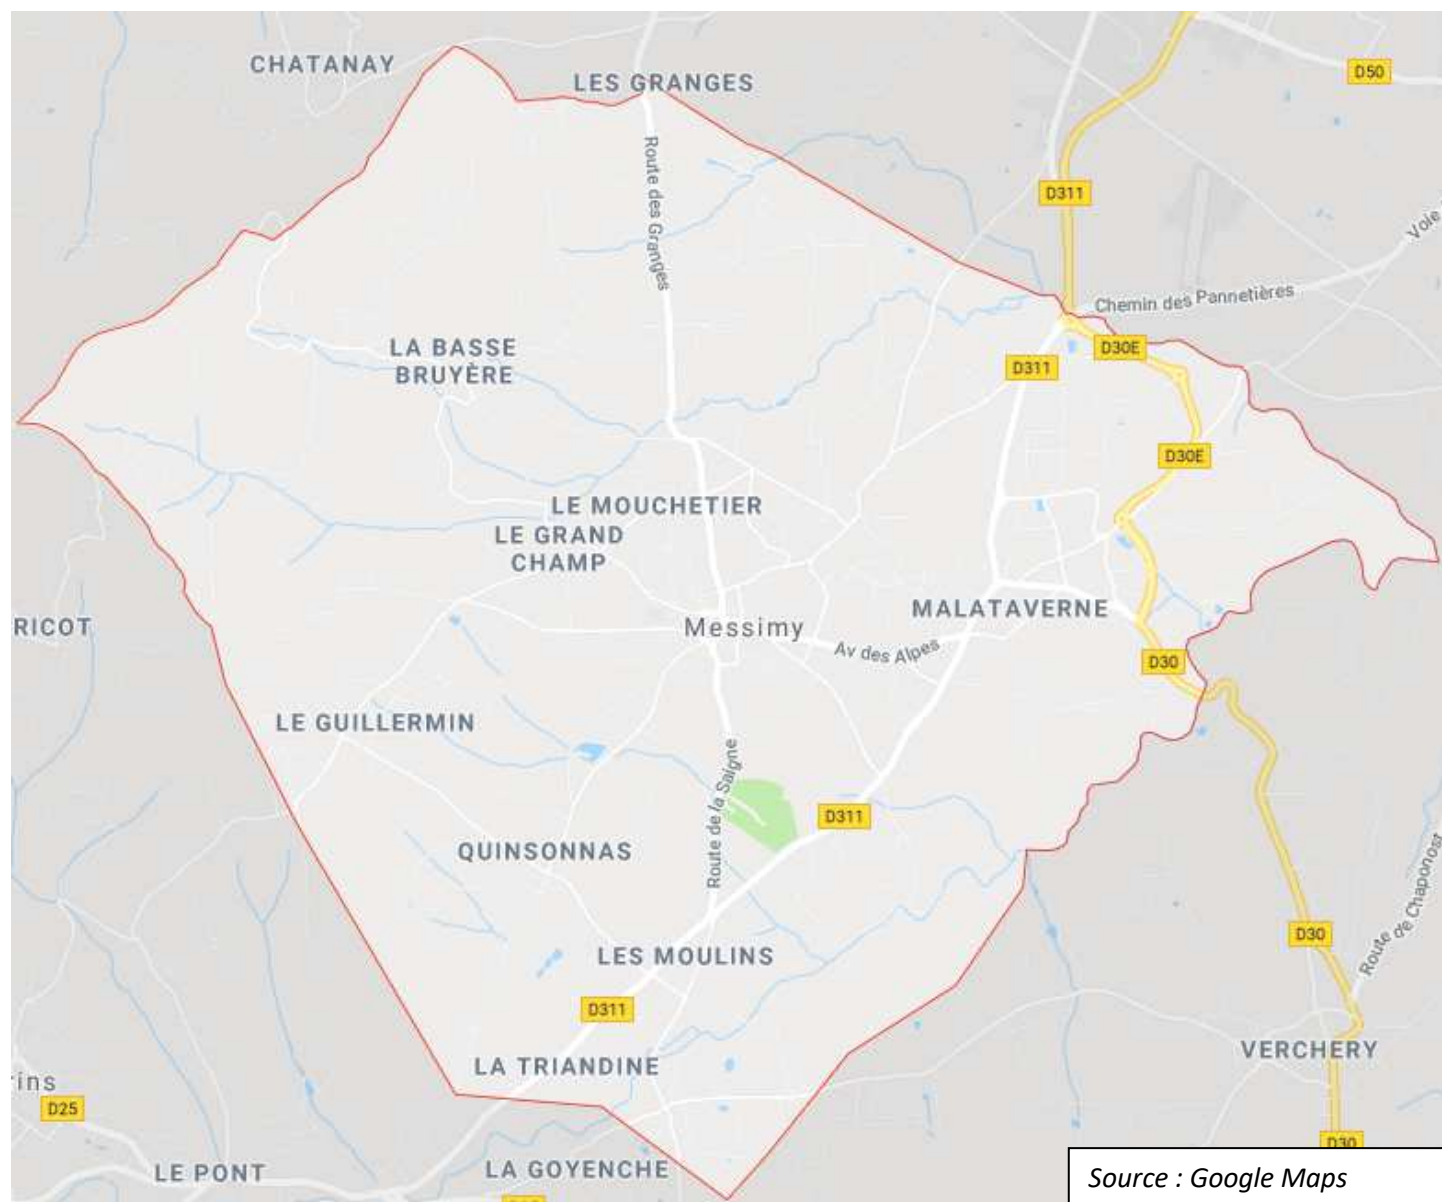 CHATANAY
LES GRANGES
D50
Route des Granges
D311
Voie
Chemin des Pannetières
LA BASSE
BRUYÈRE
D311
D30E
D30E
LE MOUCHETIER
LE GRAND
CHAMP
MALATAVERNE
RICOT
Messimy
Av des Alpes
D30
LE GUILLERMIN
Route de la Saigne
D311
QUINSONNAS
Route de Chaponost
D30
LES MOULINS
D311
VERCHERY
LA TRIANDINE
rins
D25
D30
LE PONT
LA GOYENCHE
Source : Google Maps